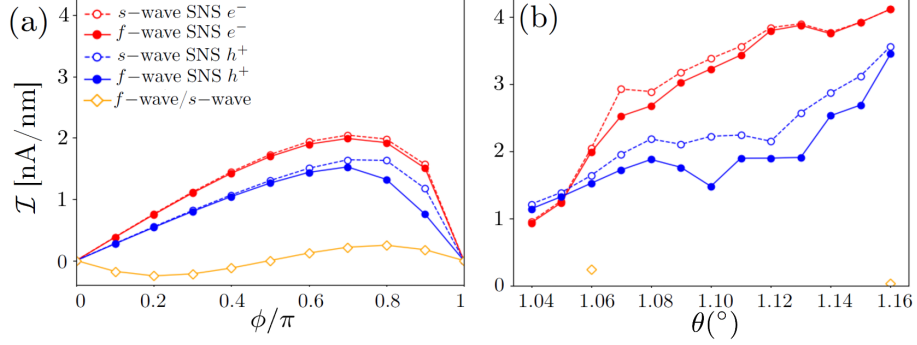 (a)
s−wave SNS e⁻
f−wave SNS e⁻
s−wave SNS h⁺
f−wave SNS h⁺
f−wave/s−wave
4
3
2
1
0
I [nA/nm]
0 0.2 0.4 0.6 0.8 1
ϕ/π
(b)
4
3
2
1
0
1.04 1.06 1.08 1.10 1.12 1.14 1.16
θ(°)